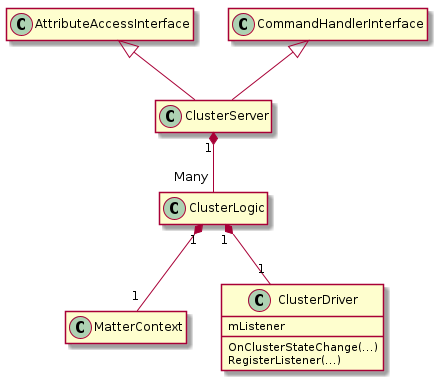 C AttributeAccessInterface
C CommandHandlerInterface
C ClusterServer
1
Many
C ClusterLogic
1
1
1
1
C MatterContext
C ClusterDriver
mListener
OnClusterStateChange(...)
RegisterListener(...)